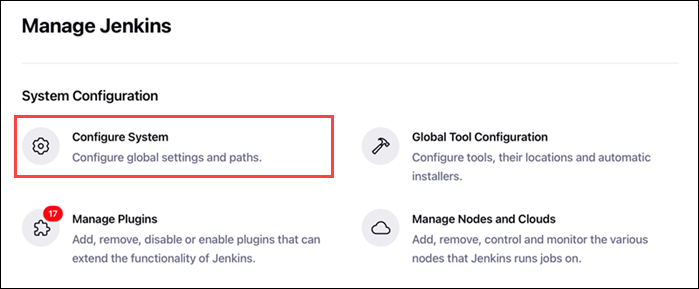 Manage Jenkins
System Configuration
Configure System
Configure global settings and paths.
Global Tool Configuration
Configure tools, their locations and automatic
installers.
17
Manage Plugins
Add, remove, disable or enable plugins that can
extend the functionality of Jenkins.
Manage Nodes and Clouds
Add, remove, control and monitor the various
nodes that Jenkins runs jobs on.